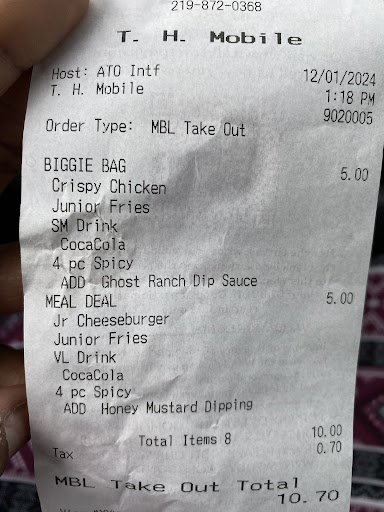 219-872-0368
T. H. Mobile
Host: ATO Intf 12/01/2024
T. H. Mobile 1:18 PM
9020005
Order Type: MBL Take Out
BIGGIE BAG 5.00
Crispy Chicken
Junior Fries
SM Drink
CocaCola
4 pc Spicy
ADD Ghost Ranch Dip Sauce
MEAL DEAL 5.00
Jr Cheeseburger
Junior Fries
VL Drink
CocaCola
4 pc Spicy
ADD Honey Mustard Dipping
Total Items 8 10.00
Tax 0.70
MBL Take Out Total
10.70